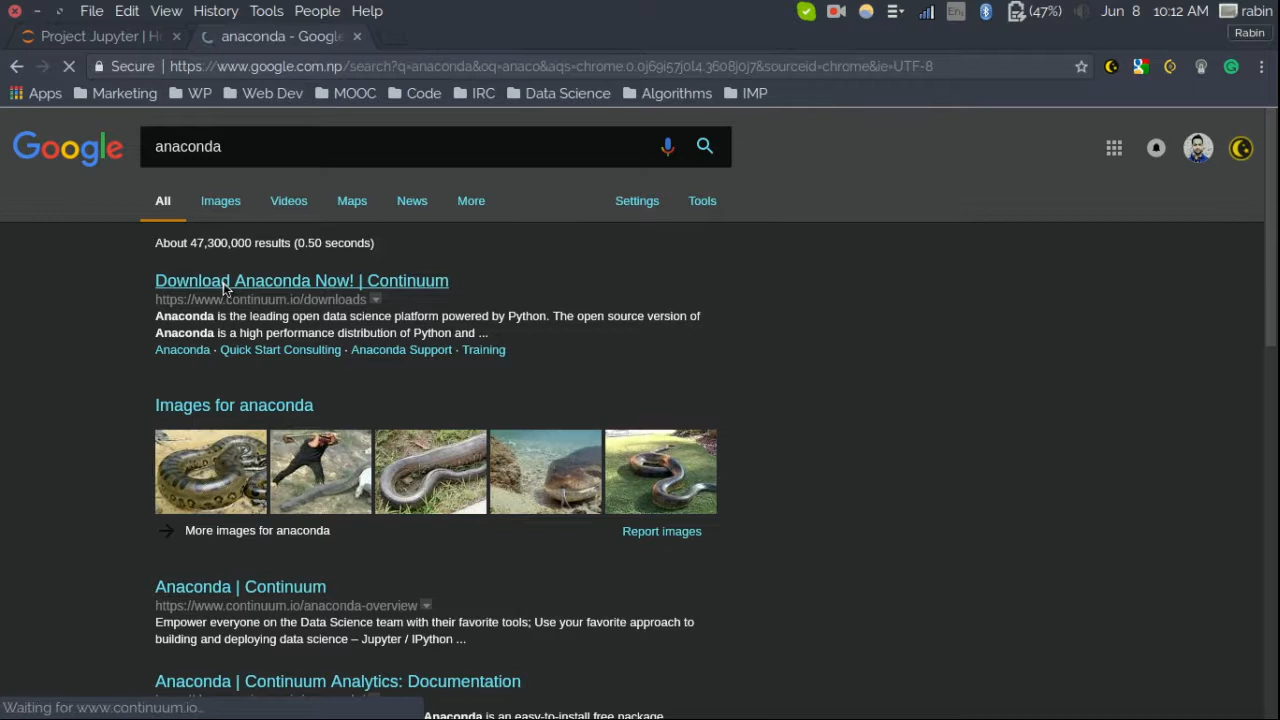 File Edit View History Tools People Help En₁ (47%) Jun 8 10:12 AM rabin
Project Jupyter | H anaconda - Google Rabin
Secure https://www.google.com.np/search?q=anaconda&oq=anaco&aqs=chrome.0.0j69i57j0l4.3608j0j7&sourceid=chrome&ie=UTF-8
Apps Marketing WP Web Dev MOOC Code IRC Data Science Algorithms IMP
Google anaconda
All Images Videos Maps News More Settings Tools
About 47,300,000 results (0.50 seconds)
Download Anaconda Now! | Continuum
https://www.continuum.io/downloads
Anaconda is the leading open data science platform powered by Python. The open source version of
Anaconda is a high performance distribution of Python and ...
Anaconda · Quick Start Consulting · Anaconda Support · Training
Images for anaconda
More images for anaconda Report images
Anaconda | Continuum
https://www.continuum.io/anaconda-overview
Empower everyone on the Data Science team with their favorite tools; Use your favorite approach to
building and deploying data science – Jupyter / IPython ...
Anaconda | Continuum Analytics: Documentation
Waiting for www.continuum.io...
Anaconda is an easy-to-install free package